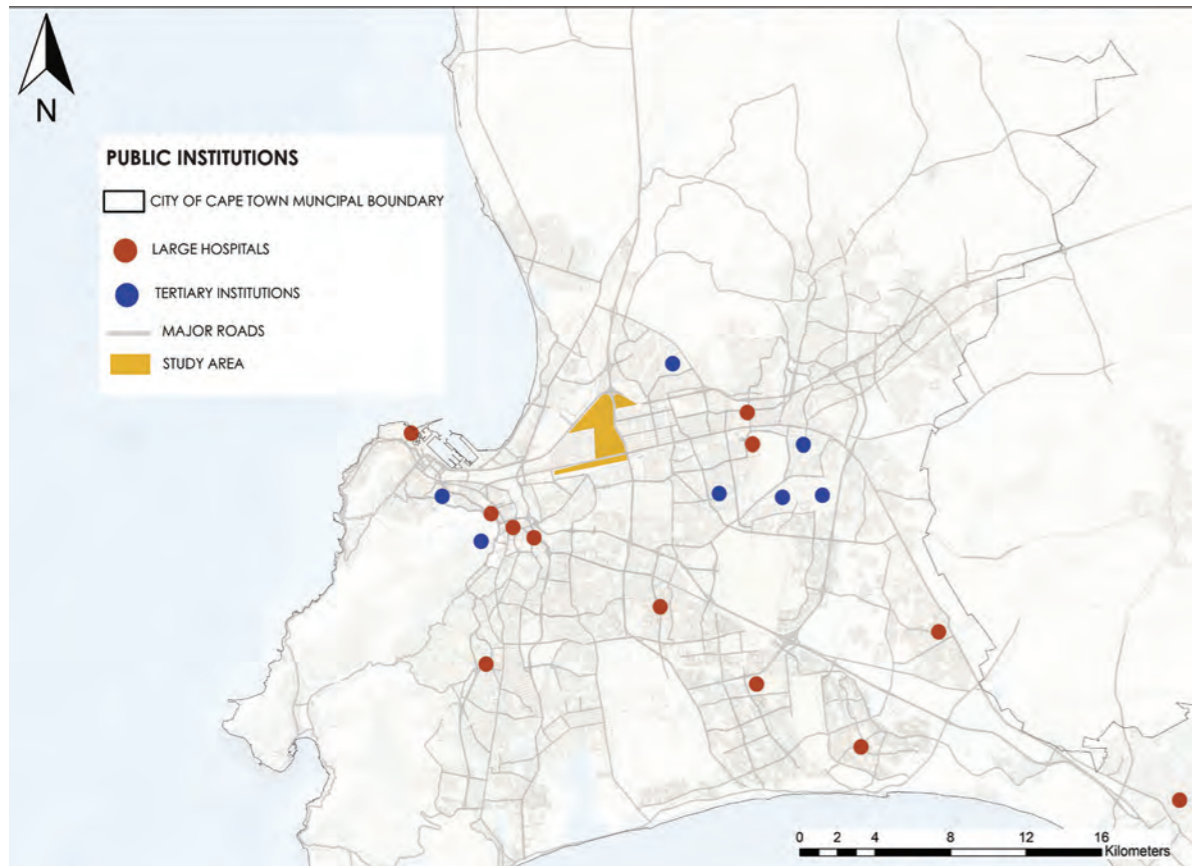 N
PUBLIC INSTITUTIONS
CITY OF CAPE TOWN MUNCIPAL BOUNDARY
LARGE HOSPITALS
TERTIARY INSTITUTIONS
MAJOR ROADS
STUDY AREA
0 2 4 8 12 16
Kilometers